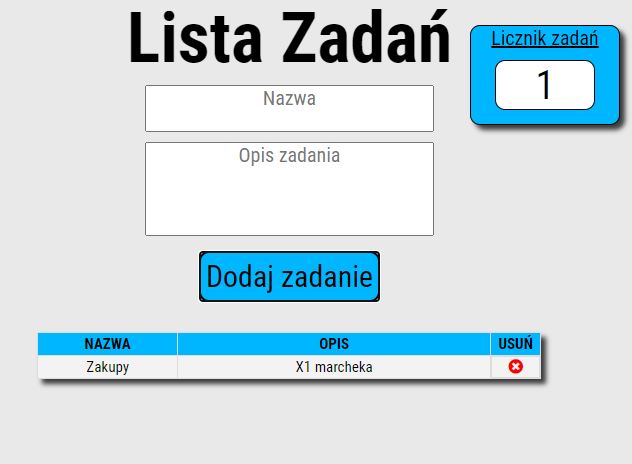 Lista Zadań
Licznik zadań
1
Nazwa
Opis zadania
Dodaj zadanie
NAZWA OPIS USUŃ
Zakupy X1 marcheka